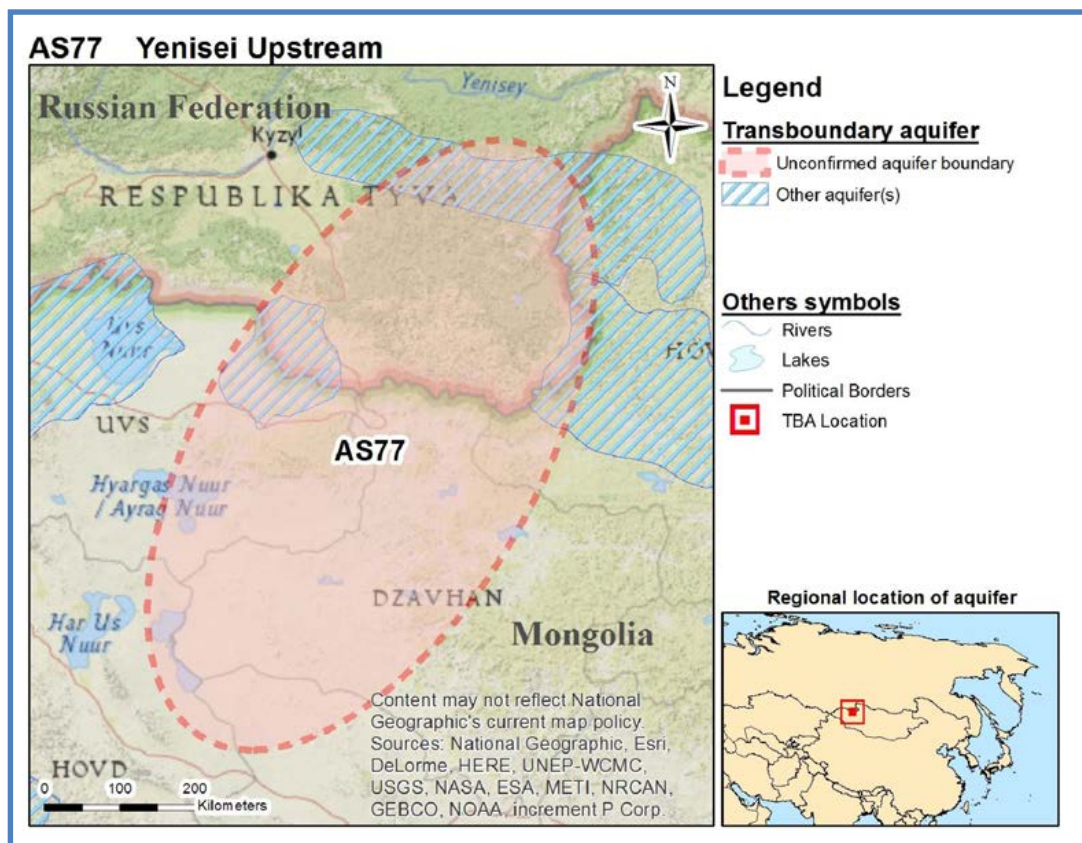 AS77 Yenisei Upstream
Russian Federation
Yenisey
N
Kyzyl
RESPUBLIKA TYVA
Uvs
Nuur
HÖV
UVS
AS77
Hyargas Nuur
/ Ayrag Nuur
DZAVHAN
Har Us
Nuur
Mongolia
HOVD
Content may not reflect National
Geographic's current map policy.
Sources: National Geographic, Esri,
DeLorme, HERE, UNEP-WCMC,
USGS, NASA, ESA, METI, NRCAN,
GEBCO, NOAA, increment P Corp.
0 100 200
Kilometers
Legend
Transboundary aquifer
Unconfirmed aquifer boundary
Other aquifer(s)
Others symbols
Rivers
Lakes
Political Borders
TBA Location
Regional location of aquifer